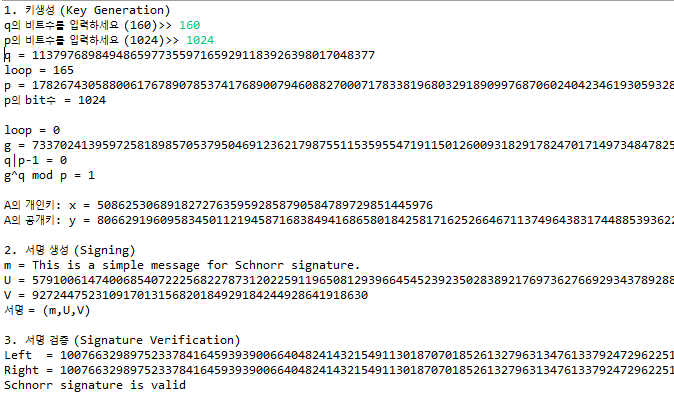 1. 키생성 (Key Generation)
q의 비트수를 입력하세요 (160)>> 160
p의 비트수를 입력하세요 (1024)>> 1024
q = 1137976898494865977355971659291183926398017048377
loop = 165
p = 17826743058800617678907853741768900794608827000717833819680329189099768706024042346193059328
p의 bit수 = 1024
loop = 0
g = 73370241395972581898570537950469123621798755115359554719115012600931829178247017149734847825
q|p-1 = 0
g^q mod p = 1
A의 개인키: x = 508625306891827276359592858790584789729851445976
A의 공개키: y = 80662919609583450112194587168384941686580184258171625266467113749643831744885393622
2. 서명 생성 (Signing)
m = This is a simple message for Schnorr signature.
U = 57910061474006854072225682278731202259119650812939664545239235028389217697362766929343789288
V = 927244752310917013156820184929184244928641918630
서명 = (m,U,V)
3. 서명 검증 (Signature Verification)
Left  = 1007663298975233784164593939006640482414321549113018707018526132796313476133792472962251
Right = 1007663298975233784164593939006640482414321549113018707018526132796313476133792472962251
Schnorr signature is valid